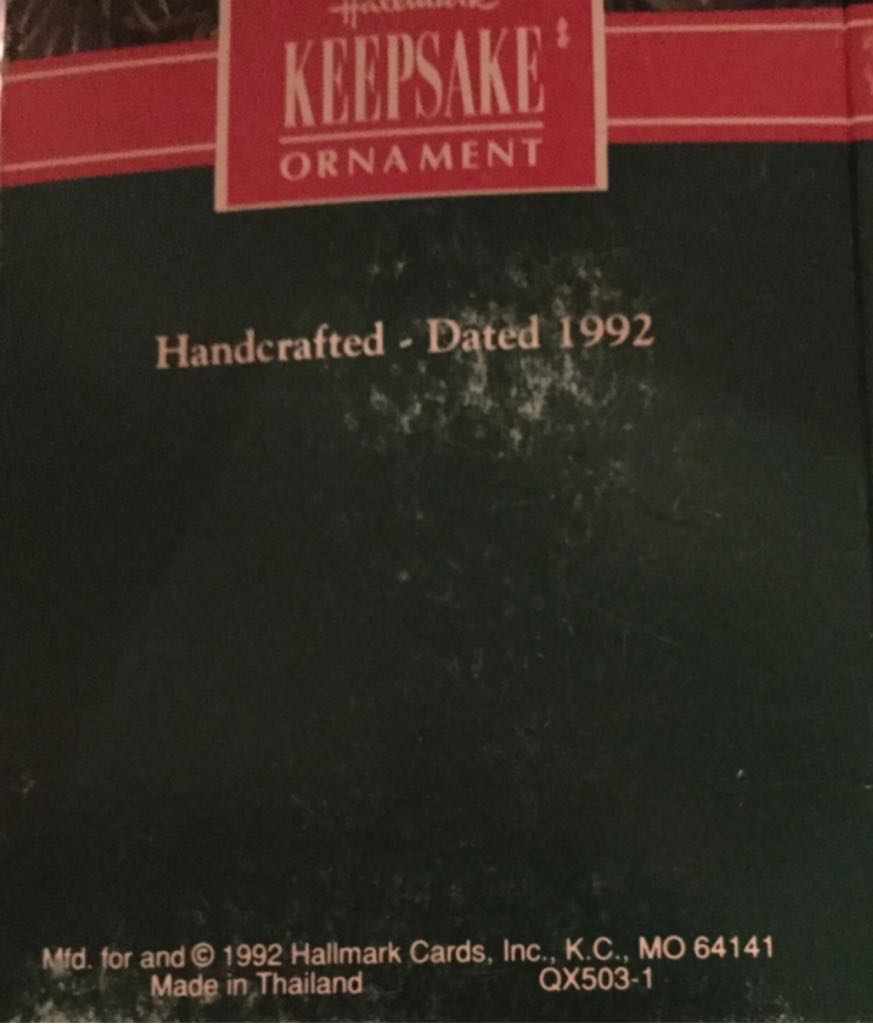 Hallmark
KEEPSAKE
ORNAMENT
Handcrafted - Dated 1992
Mfd. for and © 1992 Hallmark Cards, Inc., K.C., MO 64141
Made in Thailand QX503-1